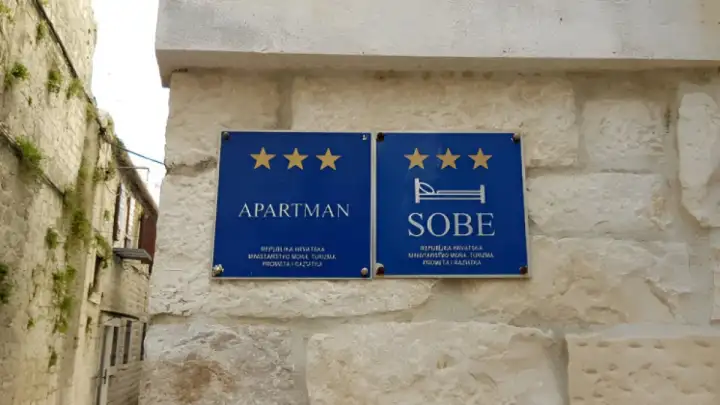 APARTMAN
REPUBLIKA HRVATSKA
MINISTARSTVO MORA, TURIZMA
PROMETA I RAZVITKA
SOBE
REPUBLIKA HRVATSKA
MINISTARSTVO MORA, TURIZMA
PROMETA I RAZVITKA